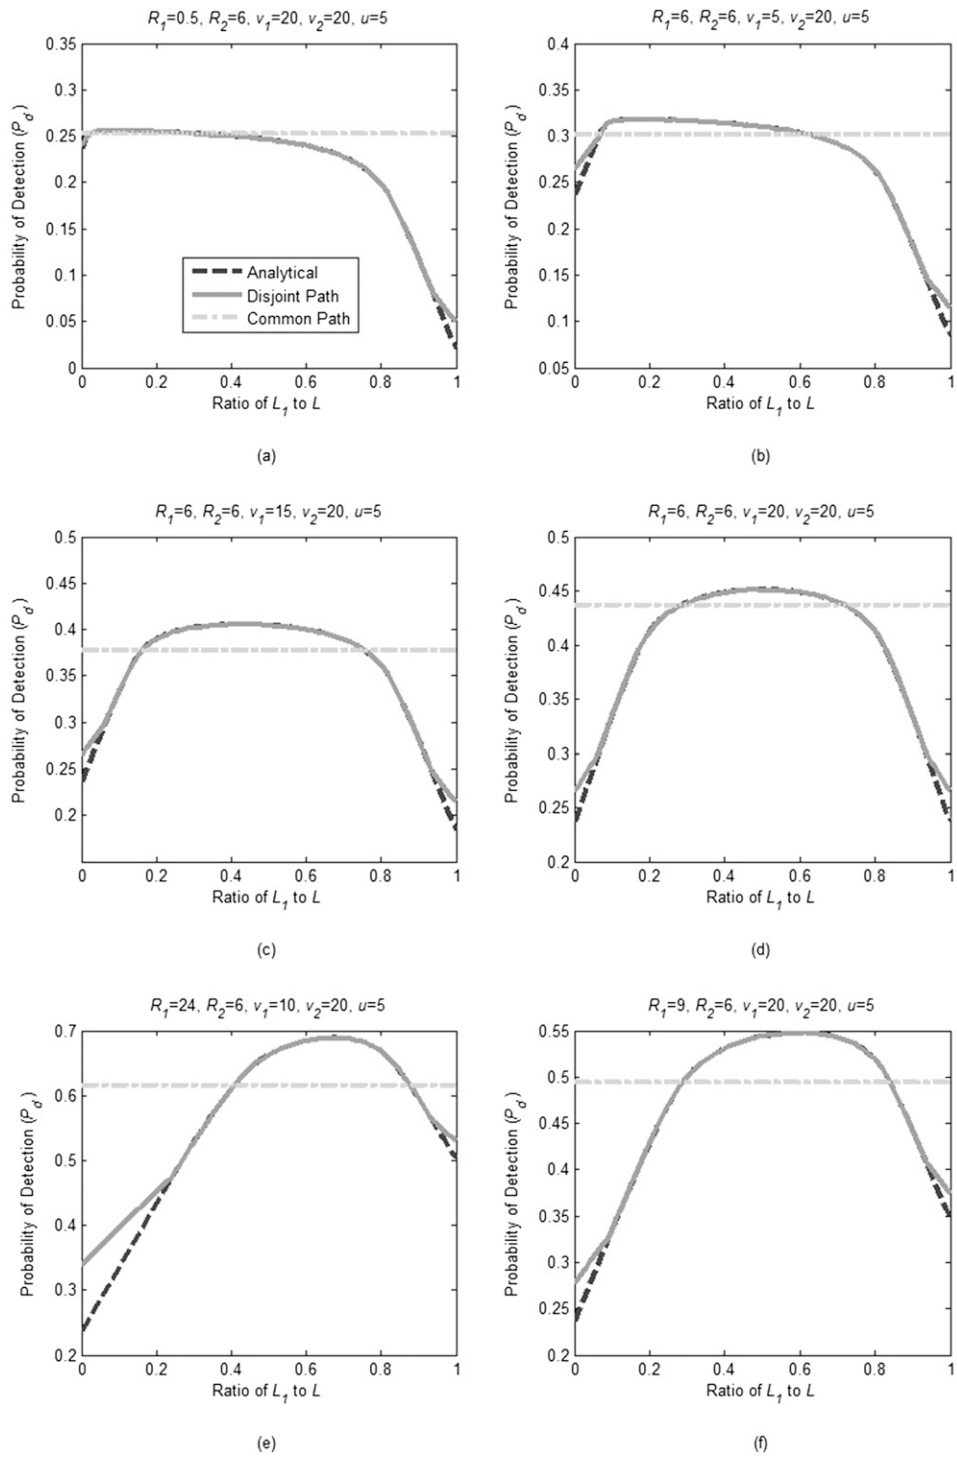 R1=0.5, R2=6, v1=20, v2=20, u=5
0.35
0.3
0.25
0.2
0.15
0.1
0.05
0
Probability of Detection (Pd)
Analytical
Disjoint Path
Common Path
0 0.2 0.4 0.6 0.8 1
Ratio of L1 to L
(a)
R1=6, R2=6, v1=5, v2=20, u=5
0.4
0.35
0.3
0.25
0.2
0.15
0.1
0.05
Probability of Detection (Pd)
0 0.2 0.4 0.6 0.8 1
Ratio of L1 to L
(b)
R1=6, R2=6, v1=15, v2=20, u=5
0.5
0.45
0.4
0.35
0.3
0.25
0.2
Probability of Detection (Pd)
0 0.2 0.4 0.6 0.8 1
Ratio of L1 to L
(c)
R1=6, R2=6, v1=20, v2=20, u=5
0.5
0.45
0.4
0.35
0.3
0.25
0.2
Probability of Detection (Pd)
0 0.2 0.4 0.6 0.8 1
Ratio of L1 to L
(d)
R1=24, R2=6, v1=10, v2=20, u=5
0.7
0.6
0.5
0.4
0.3
0.2
Probability of Detection (Pd)
0 0.2 0.4 0.6 0.8 1
Ratio of L1 to L
(e)
R1=9, R2=6, v1=20, v2=20, u=5
0.55
0.5
0.45
0.4
0.35
0.3
0.25
0.2
Probability of Detection (Pd)
0 0.2 0.4 0.6 0.8 1
Ratio of L1 to L
(f)